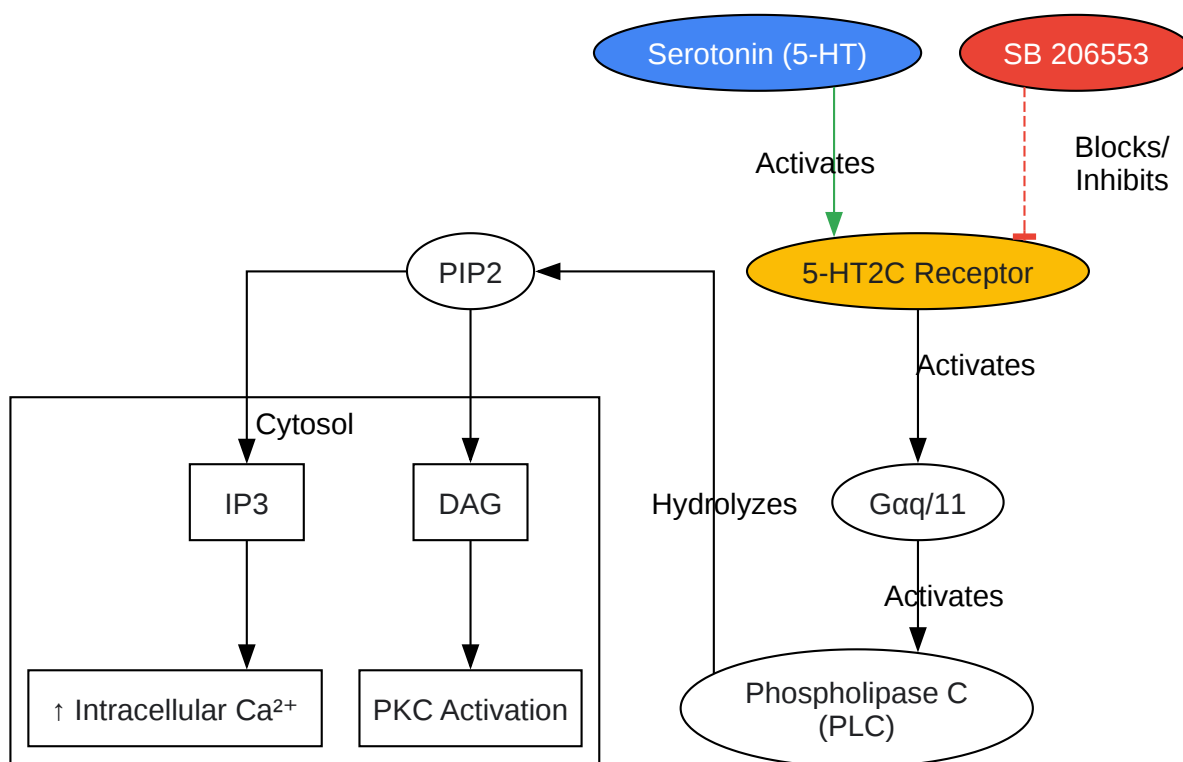 Serotonin (5-HT)
SB 206553
Activates
Blocks/
Inhibits
PIP2
5-HT2C Receptor
Activates
Cytosol
IP3
DAG
Hydrolyzes
Gαq/11
Activates
↑ Intracellular Ca²⁺
PKC Activation
Phospholipase C
(PLC)